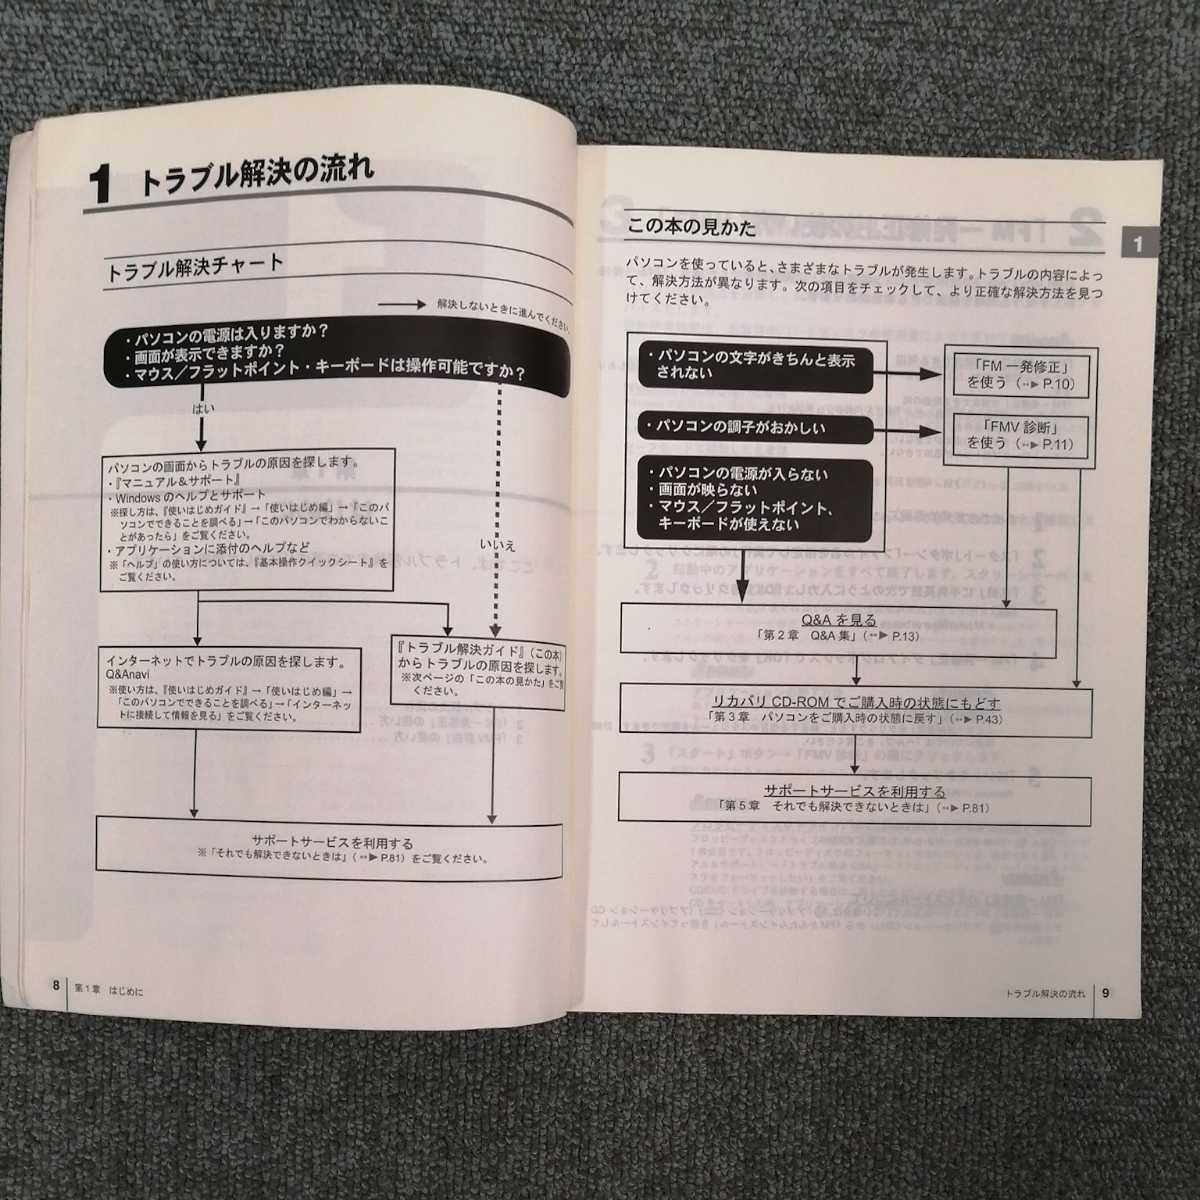 1 トラブル解決の流れ
トラブル解決チャート
解決しないときに進んでください。
・パソコンの電源は入りますか？
・画面が表示できますか？
・マウス／フラットポイント・キーボードは操作可能ですか？
はい
いいえ
パソコンの画面からトラブルの原因を探します。
・『マニュアル＆サポート』
・Windows のヘルプとサポート
※探し方は、『使いはじめガイド』→「使いはじめ編」→「このパ
ソコンでできることを調べる」→「このパソコンでわからないこ
とがあったら」をご覧ください。
・アプリケーションに添付のヘルプなど
※「ヘルプ」の使い方については、『基本操作クイックシート』を
ご覧ください。
インターネットでトラブルの原因を探します。
Q&Anavi
※使い方は、『使いはじめガイド』→「使いはじめ編」→
「このパソコンでできることを調べる」→「インターネッ
トに接続して情報を見る」をご覧ください。
『トラブル解決ガイド』（この本）
からトラブルの原因を探します。
※次ページの「この本の見かた」をご覧
ください。
サポートサービスを利用する
※「それでも解決できないときは」（→P.81）をご覧ください。
8 第1章 はじめに
この本の見かた
1
パソコンを使っていると、さまざまなトラブルが発生します。トラブルの内容によっ
て、解決方法が異なります。次の項目をチェックして、より正確な解決方法を見つ
けてください。
・パソコンの文字がきちんと表示
されない
「FM 一発修正」
を使う（→P.10）
・パソコンの調子がおかしい
「FMV 診断」
を使う（→P.11）
・パソコンの電源が入らない
・画面が映らない
・マウス／フラットポイント、
キーボードが使えない
Q&A を見る
「第2章 Q&A 集」（→P.13）
リカバリ CD-ROM でご購入時の状態にもどす
「第3章 パソコンをご購入時の状態に戻す」（→P.43）
サポートサービスを利用する
「第5章 それでも解決できないときは」（→P.81）
トラブル解決の流れ 9